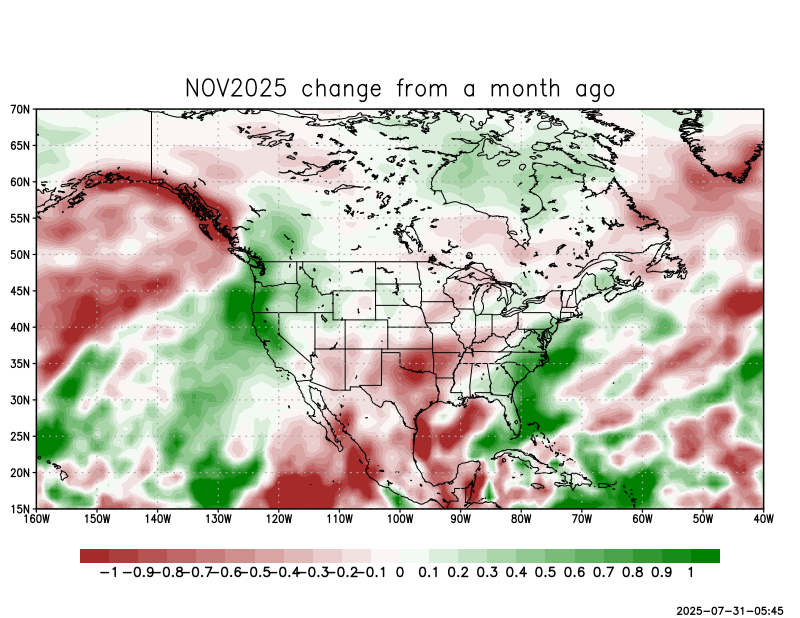 NOV2025 change from a month ago
70N
65N
60N
55N
50N
45N
40N
35N
30N
25N
20N
15N
160W 150W 140W 130W 120W 110W 100W 90W 80W 70W 60W 50W 40W
−1 −0.9 −0.8 −0.7 −0.6 −0.5 −0.4 −0.3 −0.2 −0.1 0 0.1 0.2 0.3 0.4 0.5 0.6 0.7 0.8 0.9 1
2025−07−31−05:45